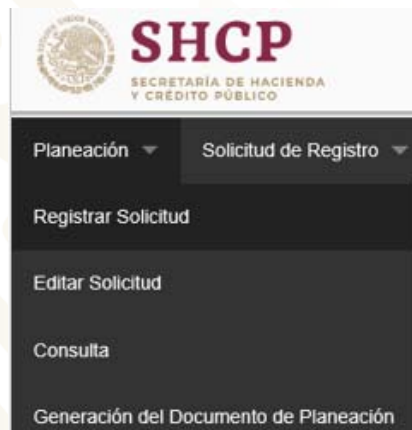 SHCP
SECRETARÍA DE HACIENDA
Y CRÉDITO PÚBLICO
Planeación Solicitud de Registro
Registrar Solicitud
Editar Solicitud
Consulta
Generación del Documento de Planeación